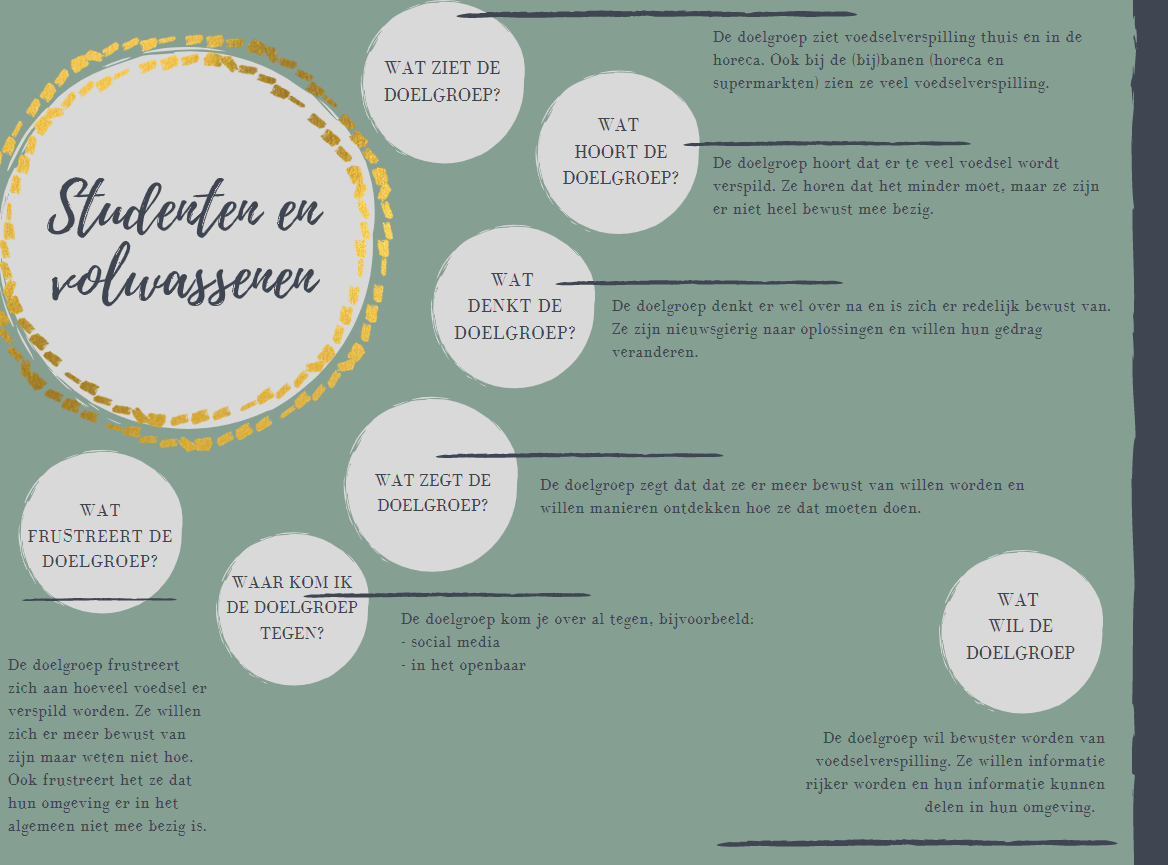 Studenten en
volwassenen
WAT ZIET DE
DOELGROEP?
De doelgroep ziet voedselverspilling thuis en in de
horeca. Ook bij de (bij)banen (horeca en
supermarkten) zien ze veel voedselverspilling.
WAT
HOORT DE
DOELGROEP?
De doelgroep hoort dat er te veel voedsel wordt
verspild. Ze horen dat het minder moet, maar ze zijn
er niet heel bewust mee bezig.
WAT
DENKT DE
DOELGROEP?
De doelgroep denkt er wel over na en is zich er redelijk bewust van.
Ze zijn nieuwsgierig naar oplossingen en willen hun gedrag
veranderen.
WAT ZEGT DE
DOELGROEP?
De doelgroep zegt dat dat ze er meer bewust van willen worden en
willen manieren ontdekken hoe ze dat moeten doen.
WAT
FRUSTREERT DE
DOELGROEP?
De doelgroep frustreert
zich aan hoeveel voedsel er
verspild worden. Ze willen
zich er meer bewust van
zijn maar weten niet hoe.
Ook frustreert het ze dat
hun omgeving er in het
algemeen niet mee bezig is.
WAAR KOM IK
DE DOELGROEP
TEGEN?
De doelgroep kom je over al tegen, bijvoorbeeld:
- social media
- in het openbaar
WAT
WIL DE
DOELGROEP
De doelgroep wil bewuster worden van
voedselverspilling. Ze willen informatie
rijker worden en hun informatie kunnen
delen in hun omgeving.